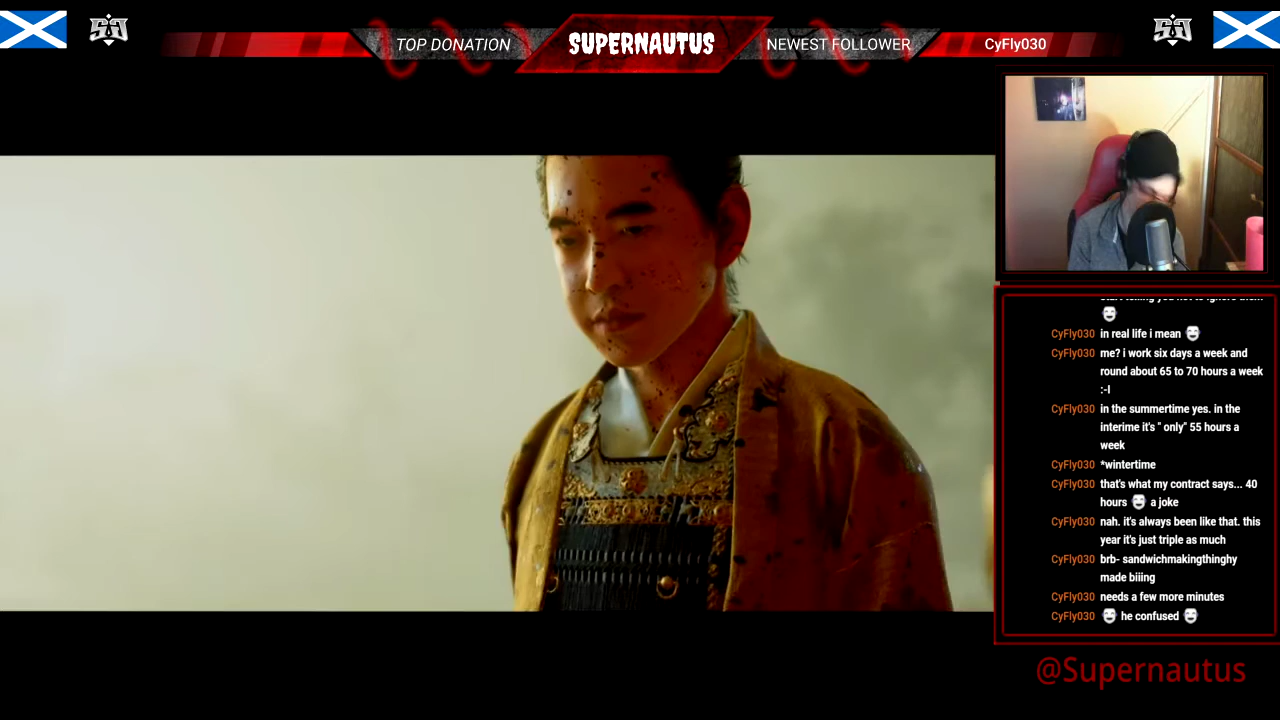 TOP DONATION
SUPERNAUTUS
NEWEST FOLLOWER
CyFly030
CyFly030 in real life i mean
CyFly030 me? i work six days a week and
round about 65 to 70 hours a week
:-I
CyFly030 in the summertime yes. in the
interime it's " only" 55 hours a
week
CyFly030 *wintertime
CyFly030 that's what my contract says... 40
hours a joke
CyFly030 nah. it's always been like that. this
year it's just triple as much
CyFly030 brb- sandwichmakingthinghy
made biiing
CyFly030 needs a few more minutes
CyFly030 he confused
@Supernautus